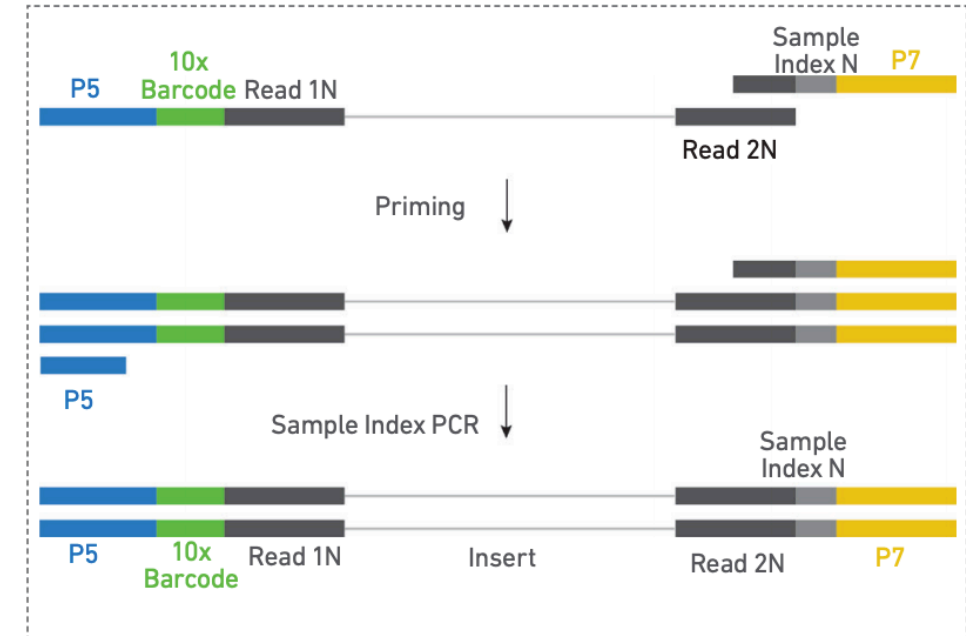 Sample
Index N
P7
10x
P5
Barcode
Read 1N
Read 2N
Priming
P5
Sample Index PCR
Sample
Index N
P5
10x
Barcode
Read 1N
Insert
Read 2N
P7